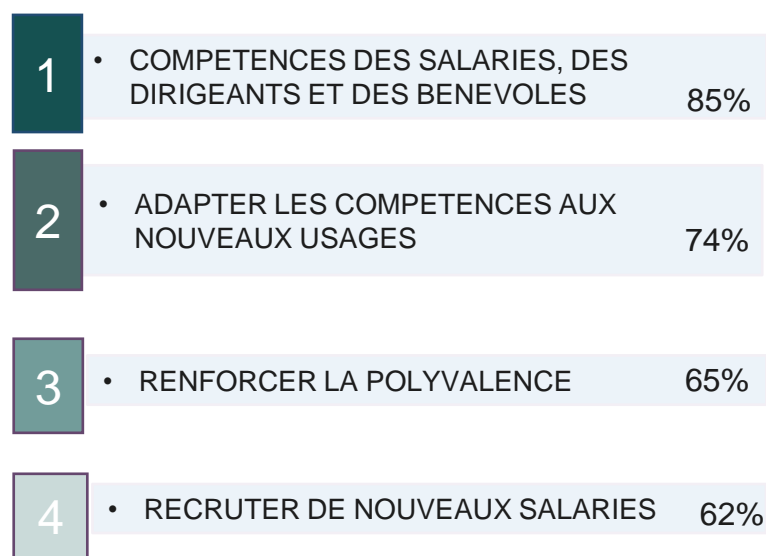 1
• COMPETENCES DES SALARIES, DES
DIRIGEANTS ET DES BENEVOLES 85%
2
• ADAPTER LES COMPETENCES AUX
NOUVEAUX USAGES 74%
3 • RENFORCER LA POLYVALENCE 65%
4 • RECRUTER DE NOUVEAUX SALARIES 62%